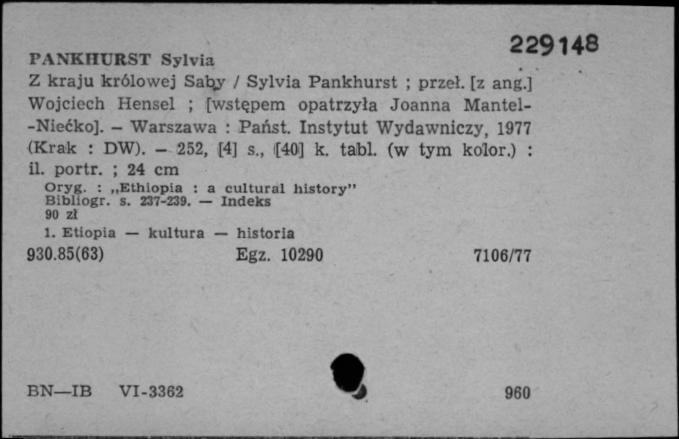 229148
PANKHURST Sylvia
Z kraju królowej Saby / Sylvia Pankhurst ; przeł. [z ang.]
Wojciech Hensel ; [wstępem opatrzyła Joanna Mantel-
-Niećko]. — Warszawa : Państ. Instytut Wydawniczy, 1977
(Krak : DW). — 252, [4] s., [40] k. tabl. (w tym kolor.) :
il. portr. ; 24 cm
Oryg. : „Ethiopia : a cultural history”
Bibliogr. s. 237-239. — Indeks
90 zł
1. Etiopia — kultura — historia
930.85(63) Egz. 10290 7106/77
BN—IB VI-3362 960